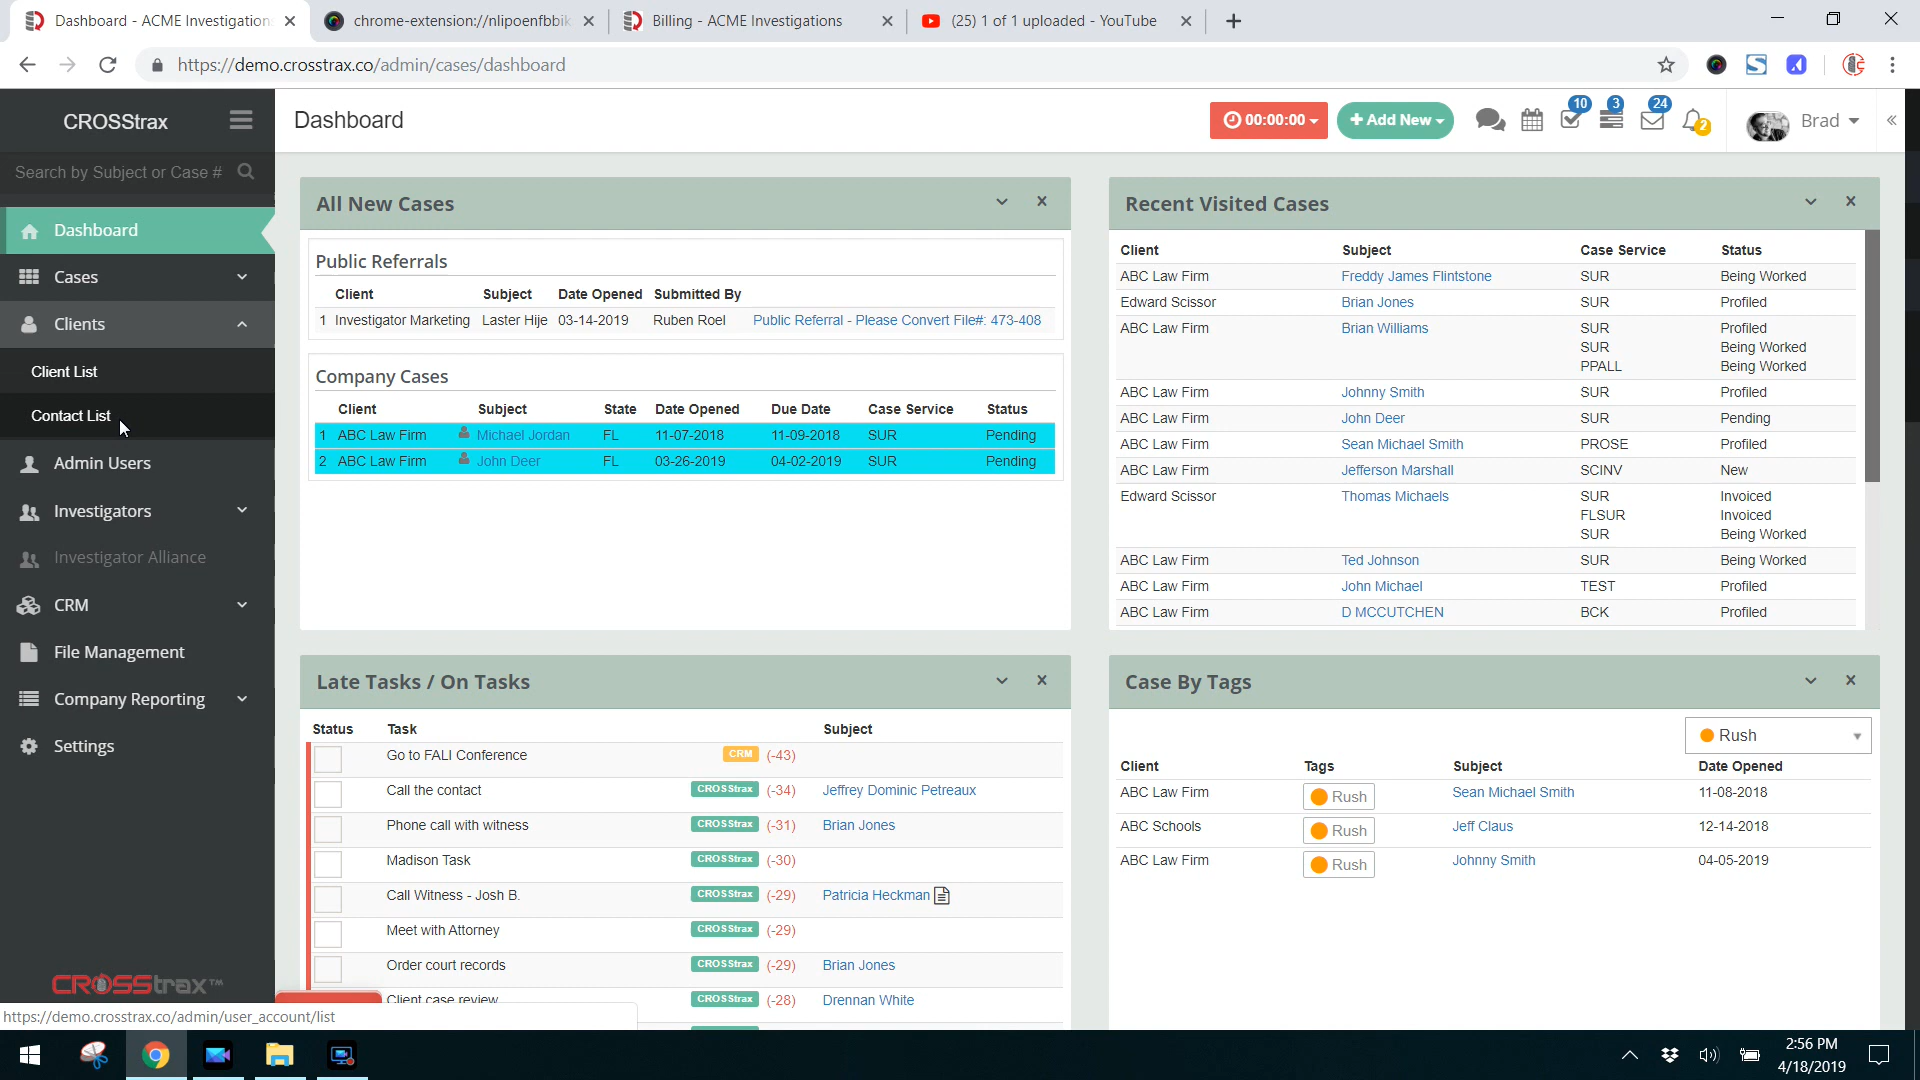 Dashboard - ACME Investigation
chrome-extension://nlipoenfbbik
Billing - ACME Investigations
(25) 1 of 1 uploaded - YouTube
https://demo.crosstrax.co/admin/cases/dashboard
CROSStrax
Dashboard
00:00:00
+ Add New
10
3
24
2
Brad
Search by Subject or Case #
Dashboard
Cases
Clients
Client List
Contact List
Admin Users
Investigators
Investigator Alliance
CRM
File Management
Company Reporting
Settings
CROSStrax™
All New Cases
Public Referrals
Client Subject Date Opened Submitted By
1 Investigator Marketing Laster Hije 03-14-2019 Ruben Roel Public Referral - Please Convert File#: 473-408
Company Cases
Client Subject State Date Opened Due Date Case Service Status
1 ABC Law Firm Michael Jordan FL 11-07-2018 11-09-2018 SUR Pending
2 ABC Law Firm John Deer FL 03-26-2019 04-02-2019 SUR Pending
Recent Visited Cases
Client Subject Case Service Status
ABC Law Firm Freddy James Flintstone SUR Being Worked
Edward Scissor Brian Jones SUR Profiled
ABC Law Firm Brian Williams SUR Profiled
SUR Being Worked
PPALL Being Worked
ABC Law Firm Johnny Smith SUR Profiled
ABC Law Firm John Deer SUR Pending
ABC Law Firm Sean Michael Smith PROSE Profiled
ABC Law Firm Jefferson Marshall SCINV New
Edward Scissor Thomas Michaels SUR Invoiced
FLSUR Invoiced
SUR Being Worked
ABC Law Firm Ted Johnson SUR Being Worked
ABC Law Firm John Michael TEST Profiled
ABC Law Firm D MCCUTCHEN BCK Profiled
Late Tasks / On Tasks
Status Task Subject
Go to FALI Conference CRM (-43)
Call the contact CROSStrax (-34) Jeffrey Dominic Petreaux
Phone call with witness CROSStrax (-31) Brian Jones
Madison Task CROSStrax (-30)
Call Witness - Josh B. CROSStrax (-29) Patricia Heckman
Meet with Attorney CROSStrax (-29)
Order court records CROSStrax (-29) Brian Jones
Client case review CROSStrax (-28) Drennan White
Case By Tags
Rush
Client Tags Subject Date Opened
ABC Law Firm Rush Sean Michael Smith 11-08-2018
ABC Schools Rush Jeff Claus 12-14-2018
ABC Law Firm Rush Johnny Smith 04-05-2019
https://demo.crosstrax.co/admin/user_account/list
2:56 PM
4/18/2019